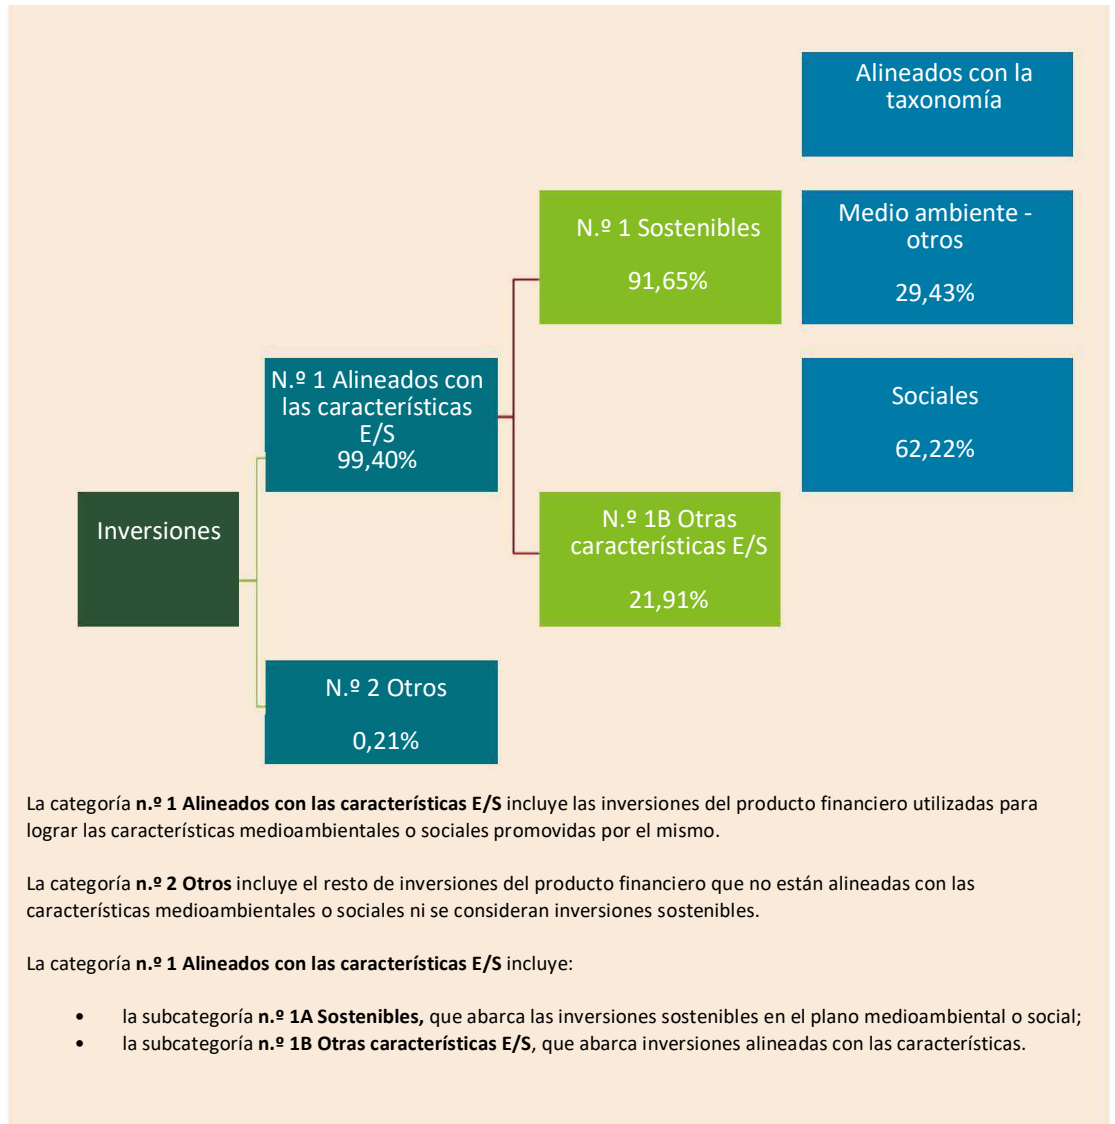 Alineados con la
taxonomía
N.º 1 Sostenibles
91,65%
Medio ambiente -
otros
29,43%
N.º 1 Alineados con
las características
E/S
99,40%
Sociales
62,22%
Inversiones
N.º 1B Otras
características E/S
21,91%
N.º 2 Otros
0,21%
La categoría n.º 1 Alineados con las características E/S incluye las inversiones del producto financiero utilizadas para
lograr las características medioambientales o sociales promovidas por el mismo.
La categoría n.º 2 Otros incluye el resto de inversiones del producto financiero que no están alineadas con las
características medioambientales o sociales ni se consideran inversiones sostenibles.
La categoría n.º 1 Alineados con las características E/S incluye:
• la subcategoría n.º 1A Sostenibles, que abarca las inversiones sostenibles en el plano medioambiental o social;
• la subcategoría n.º 1B Otras características E/S, que abarca inversiones alineadas con las características.